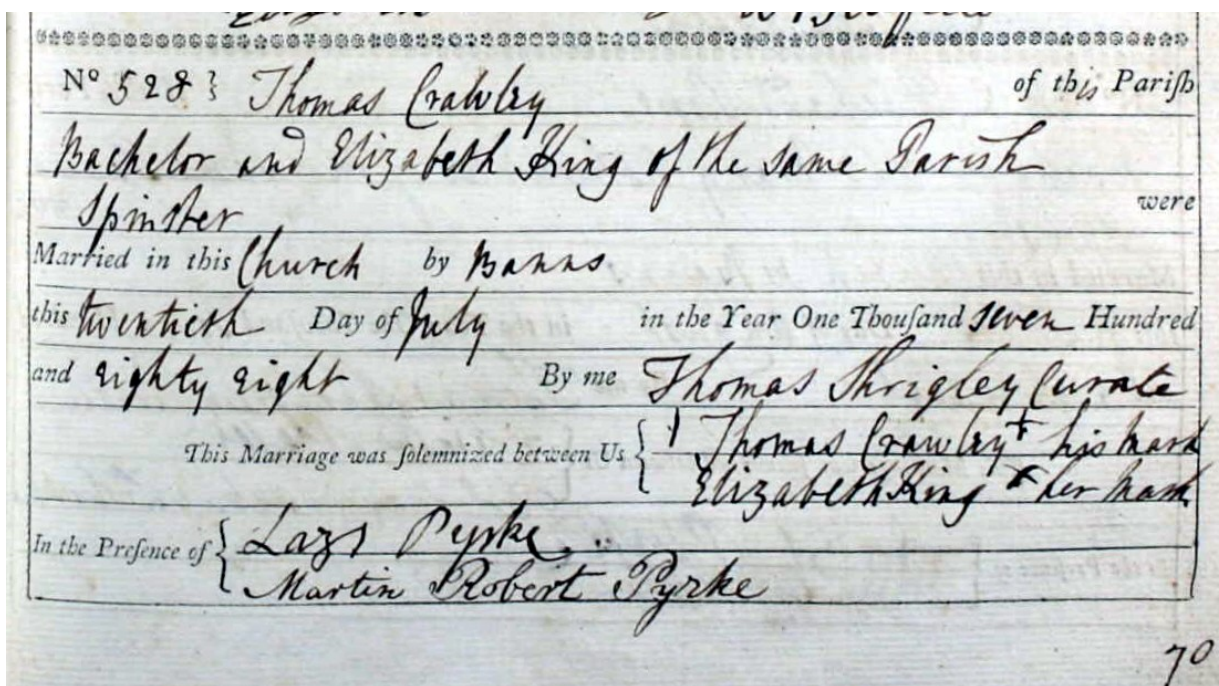 No 528 } Thomas Crawley of this Pariſh
Bachelor and Elizabeth King of the same Parish
Spinster were
Married in this Church by Banns
this twentieth Day of July in the Year One Thouſand seven Hundred
and eighty eight By me Thomas Shrigley Curate
This Marriage was ſolemnized between Us { Thomas Crawley + his mark
Elizabeth King + her mark
In the Preſence of { Lazs Pyrke
Martin Robert Pyrke
70